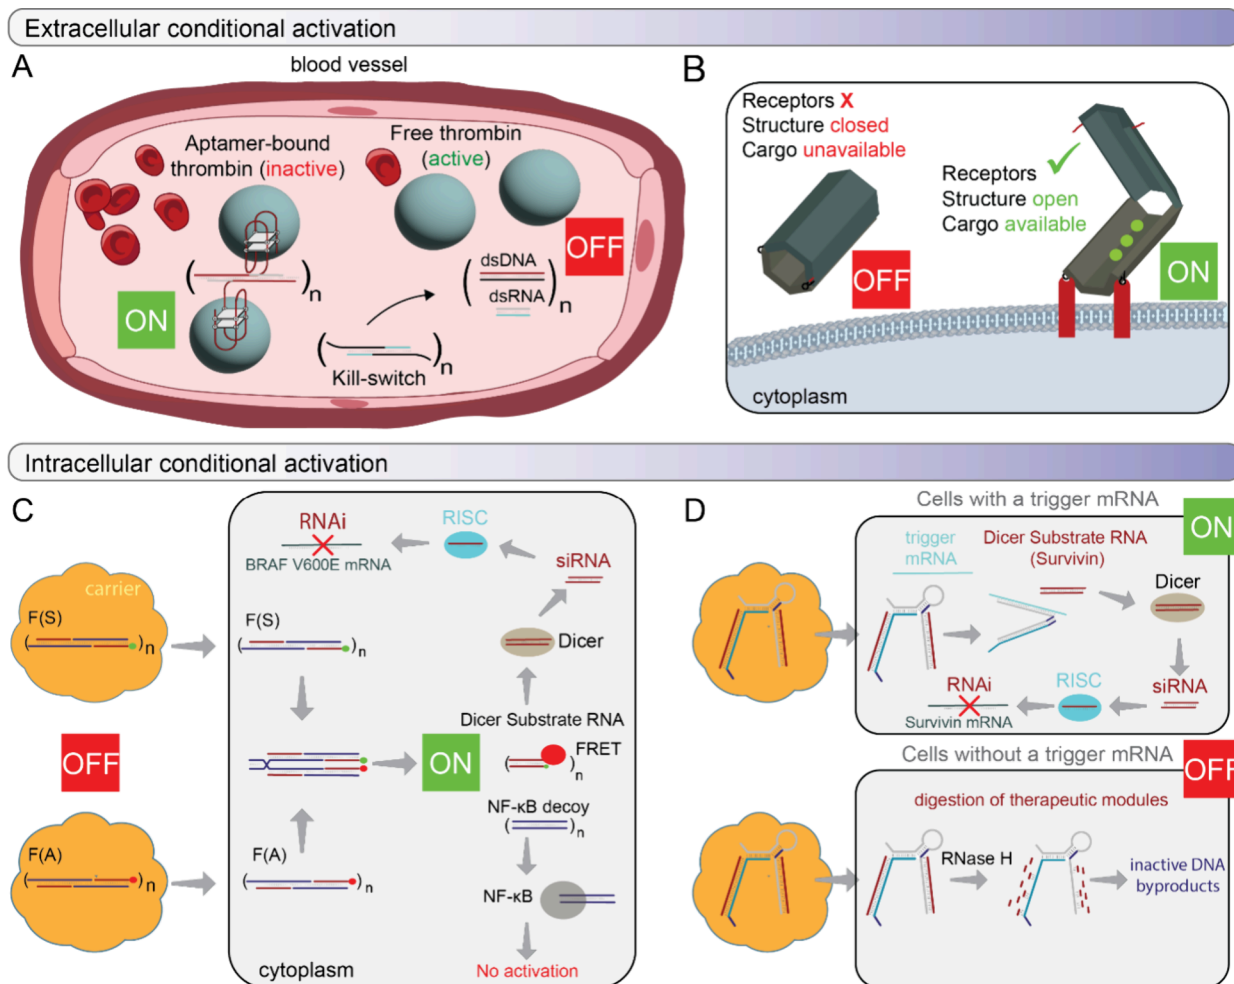 Extracellular conditional activation
A
blood vessel
Aptamer-bound
thrombin (inactive)
Free thrombin
(active)
OFF
dsDNA
dsRNA
( )n
( )n
ON
( )n
Kill-switch
B
Receptors X
Structure closed
Cargo unavailable
OFF
Receptors ✓
Structure open
Cargo available
ON
cytoplasm
Intracellular conditional activation
C
carrier
F(S)
( )n
OFF
F(A)
( )n
RNAi
BRAF V600E mRNA
RISC
siRNA
F(S)
( )n
Dicer
Dicer Substrate RNA
ON
FRET
( )n
NF-κB decoy
( )n
F(A)
( )n
NF-κB
No activation
cytoplasm
D
Cells with a trigger mRNA
ON
trigger
mRNA
Dicer Substrate RNA
(Survivin)
Dicer
siRNA
RISC
RNAi
Survivin mRNA
Cells without a trigger mRNA
OFF
digestion of therapeutic modules
RNase H
inactive DNA
byproducts